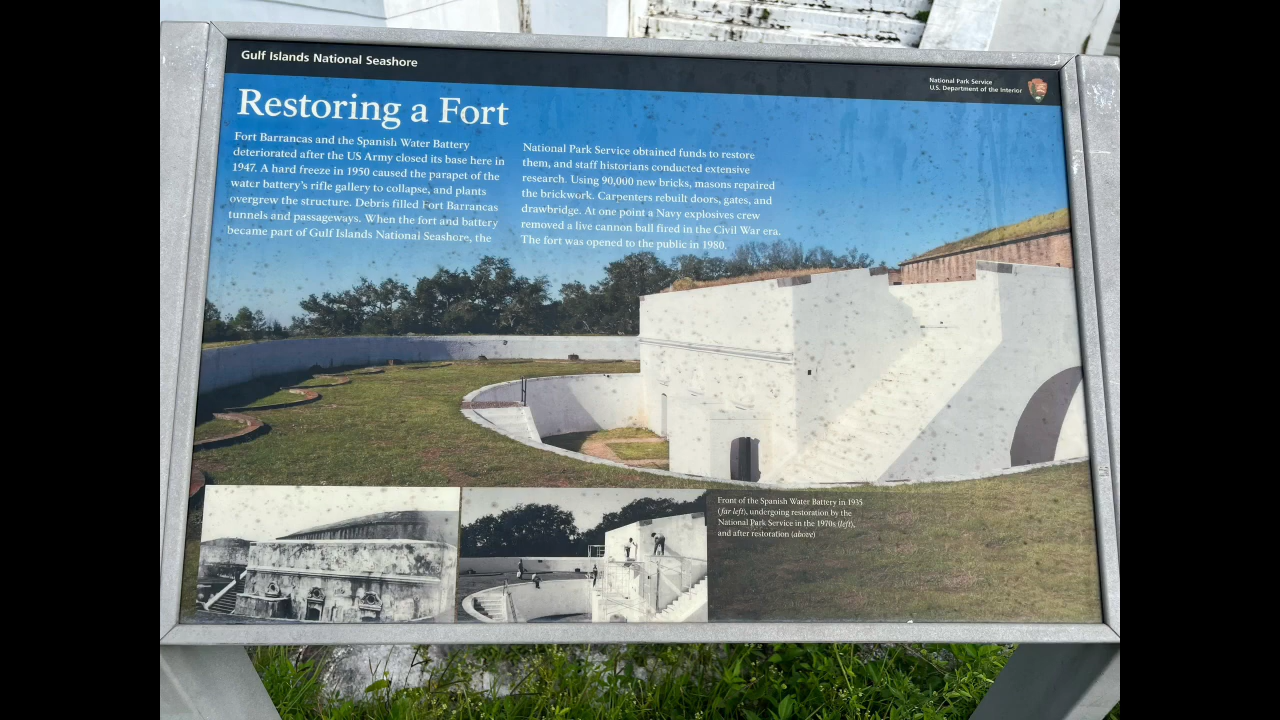 Gulf Islands National Seashore
National Park Service
U.S. Department of the Interior
Restoring a Fort
Fort Barrancas and the Spanish Water Battery
deteriorated after the US Army closed its base here in
1947. A hard freeze in 1950 caused the parapet of the
water battery's rifle gallery to collapse, and plants
overgrew the structure. Debris filled Fort Barrancas
tunnels and passageways. When the fort and battery
became part of Gulf Islands National Seashore, the
National Park Service obtained funds to restore
them, and staff historians conducted extensive
research. Using 90,000 new bricks, masons repaired
the brickwork. Carpenters rebuilt doors, gates, and
drawbridge. At one point a Navy explosives crew
removed a live cannon ball fired in the Civil War era.
The fort was opened to the public in 1980.
Front of the Spanish Water Battery in 1935
(far left), undergoing restoration by the
National Park Service in the 1970s (left),
and after restoration (above)